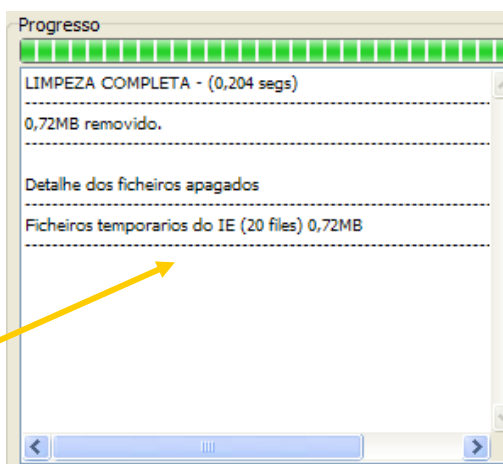 Progresso
LIMPEZA COMPLETA - (0,204 segs)
0,72MB removido.
Detalhe dos ficheiros apagados
Ficheiros temporarios do IE (20 files) 0,72MB